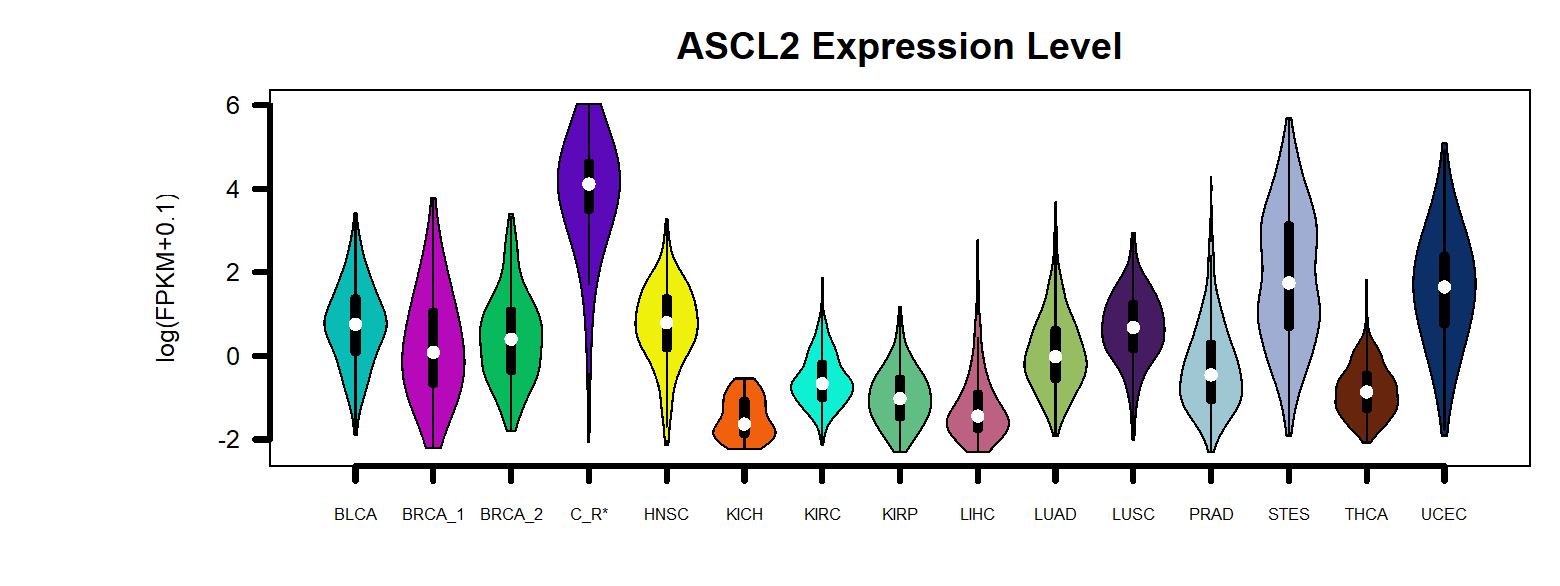 ASCL2 Expression Level
log(FPKM+0.1)
6
4
2
0
-2
BLCA BRCA_1 BRCA_2 C_R* HNSC KICH KIRC KIRP LIHC LUAD LUSC PRAD STES THCA UCEC